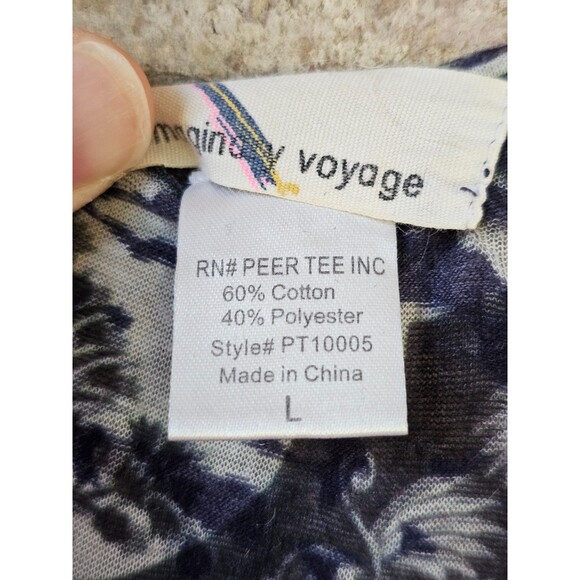 voyage
RN# PEER TEE INC
60% Cotton
40% Polyester
Style# PT10005
Made in China
L